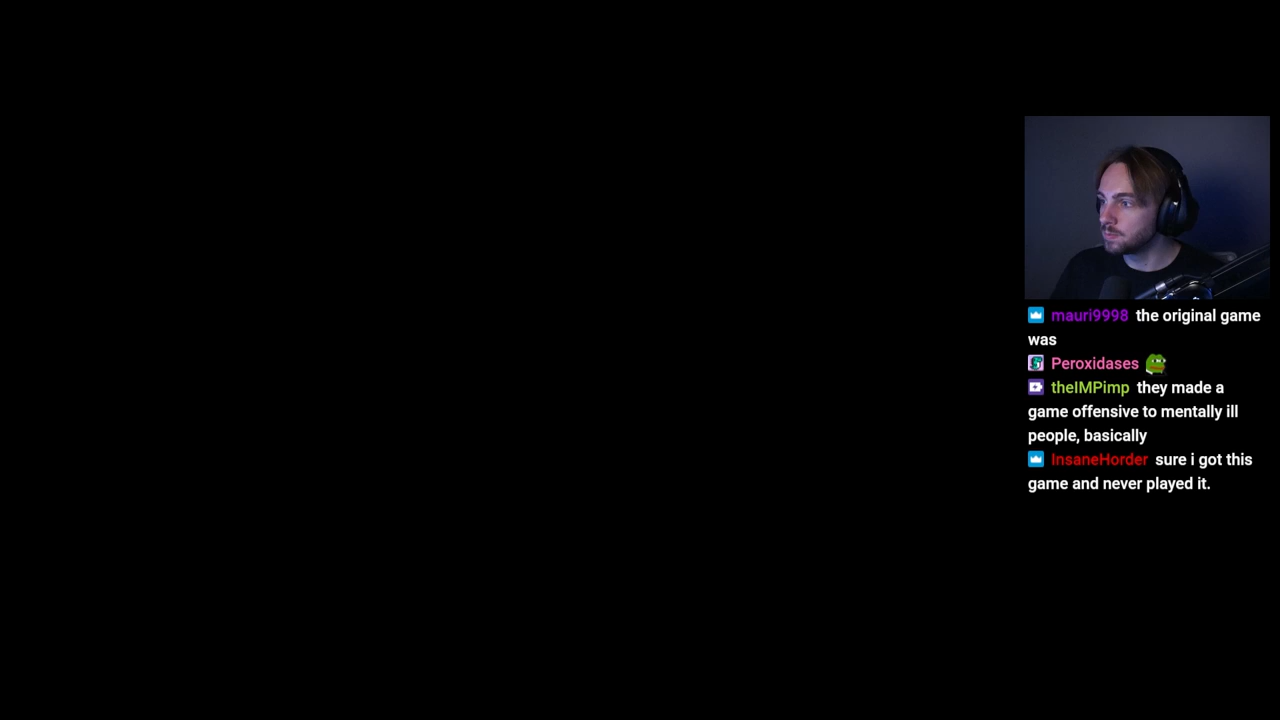 mauri9998 the original game
was
Peroxidases
theIMPimp they made a
game offensive to mentally ill
people, basically
InsaneHorder sure i got this
game and never played it.